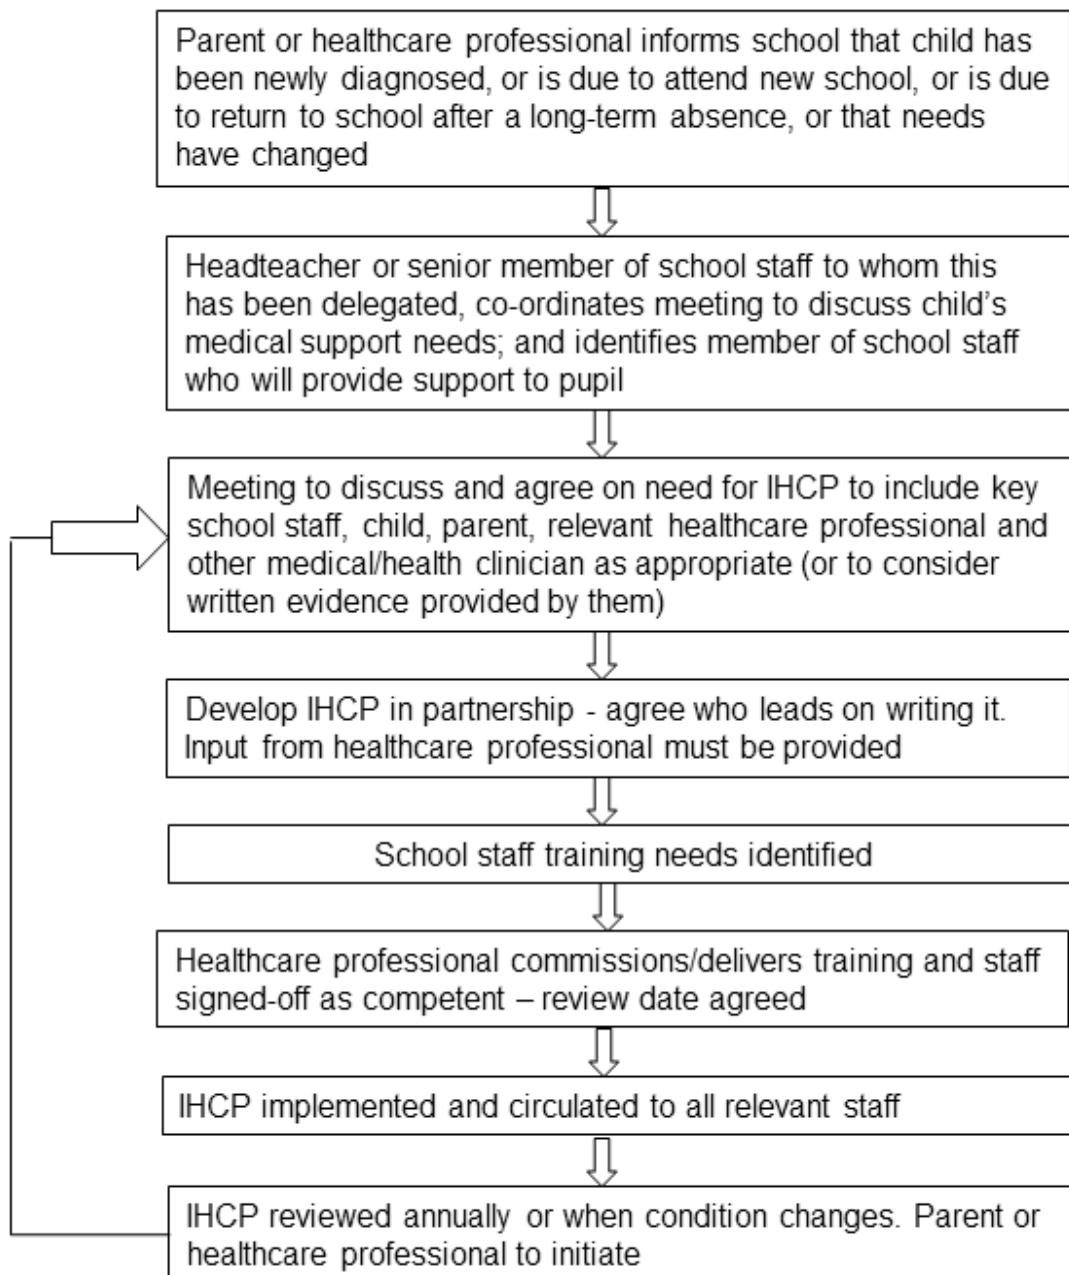 Parent or healthcare professional informs school that child has
been newly diagnosed, or is due to attend new school, or is due
to return to school after a long-term absence, or that needs
have changed
Headteacher or senior member of school staff to whom this
has been delegated, co-ordinates meeting to discuss child’s
medical support needs; and identifies member of school staff
who will provide support to pupil
Meeting to discuss and agree on need for IHCP to include key
school staff, child, parent, relevant healthcare professional and
other medical/health clinician as appropriate (or to consider
written evidence provided by them)
Develop IHCP in partnership - agree who leads on writing it.
Input from healthcare professional must be provided
School staff training needs identified
Healthcare professional commissions/delivers training and staff
signed-off as competent – review date agreed
IHCP implemented and circulated to all relevant staff
IHCP reviewed annually or when condition changes. Parent or
healthcare professional to initiate